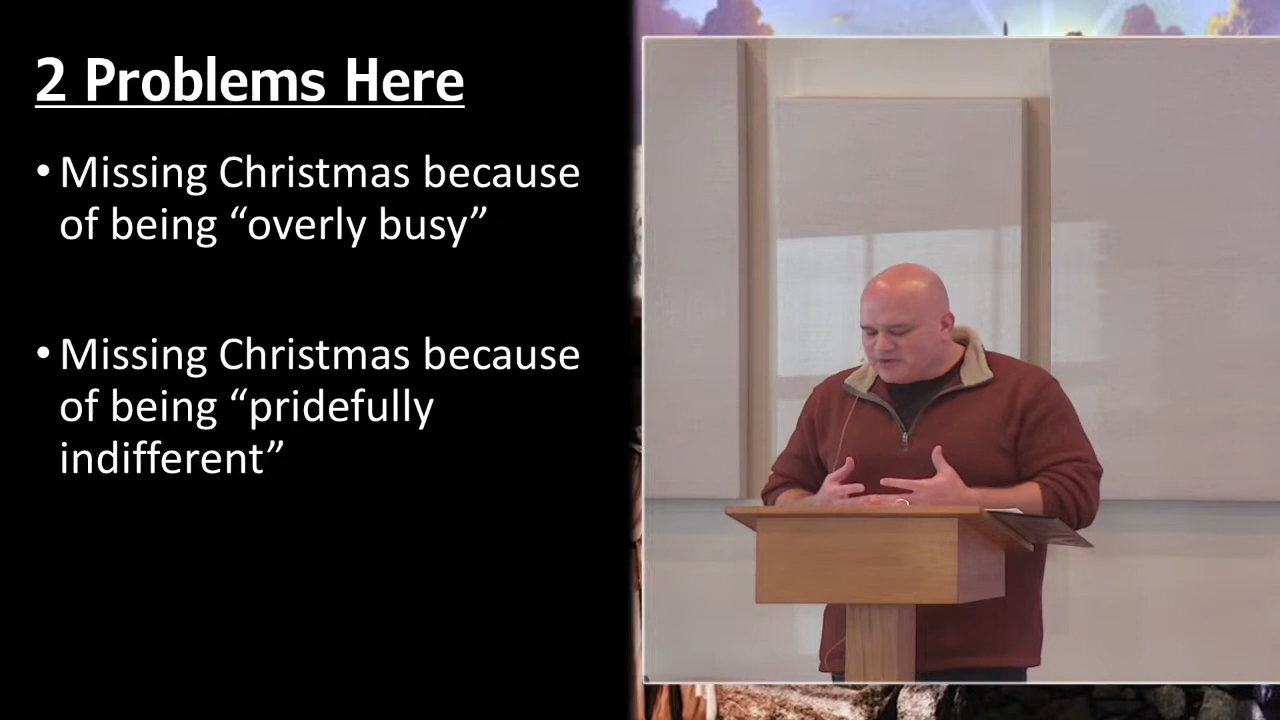 2 Problems Here
• Missing Christmas because
of being “overly busy”
• Missing Christmas because
of being “pridefully
indifferent”